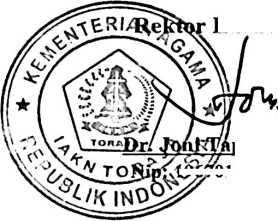 Rektor
KEMENTERIAN AGAMA
IAKN TORAJA
REPUBLIK INDONESIA
TORAJA
Dr. Joni Ta
Nip: